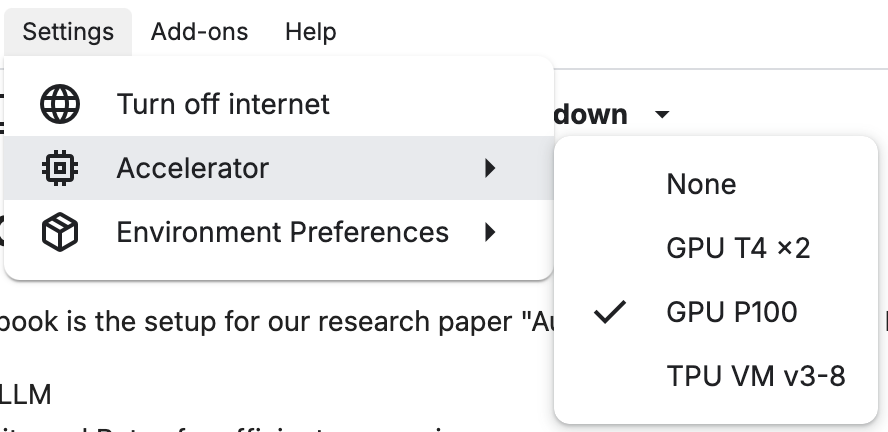 Settings Add-ons Help
Turn off internet
down
Accelerator
None
Environment Preferences
GPU T4 ×2
book is the setup for our research paper "Au
GPU P100
LLM
TPU VM v3-8